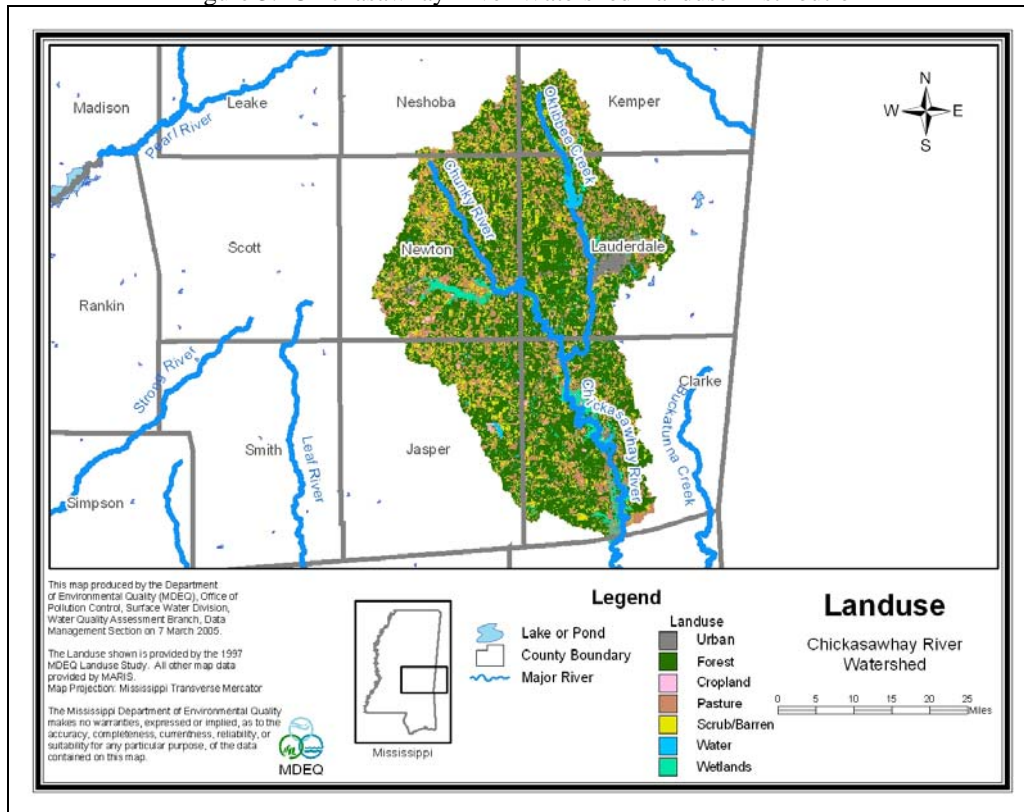 Madison
Leake
Neshoba
Kemper
N
W E
S
Pearl River
Oktibbee Creek
Chunky River
Scott
Newton
Lauderdale
Rankin
Strong River
Clarke
Chickasawhay River
Buckatunna Creek
Smith
Leaf River
Jasper
Simpson
This map produced by the Department
of Environmental Quality (MDEQ), Office of
Pollution Control, Surface Water Division,
Water Quality Assessment Branch, Data
Management Section on 7 March 2005.
The Landuse shown is provided by the 1997
MDEQ Landuse Study. All other map data
provided by MARIS.
Map Projection: Mississippi Transverse Mercator
The Mississippi Department of Environmental Quality
makes no warranties, expressed or implied, as to the
accuracy, completeness, currentness, reliability, or
suitability for any particular purpose, of the data
contained on this map.
MDEQ
Mississippi
Legend
Lake or Pond
County Boundary
Major River
Landuse
Urban
Forest
Cropland
Pasture
Scrub/Barren
Water
Wetlands
Landuse
Chickasawhay River
Watershed
0 5 10 15 20 25
Miles